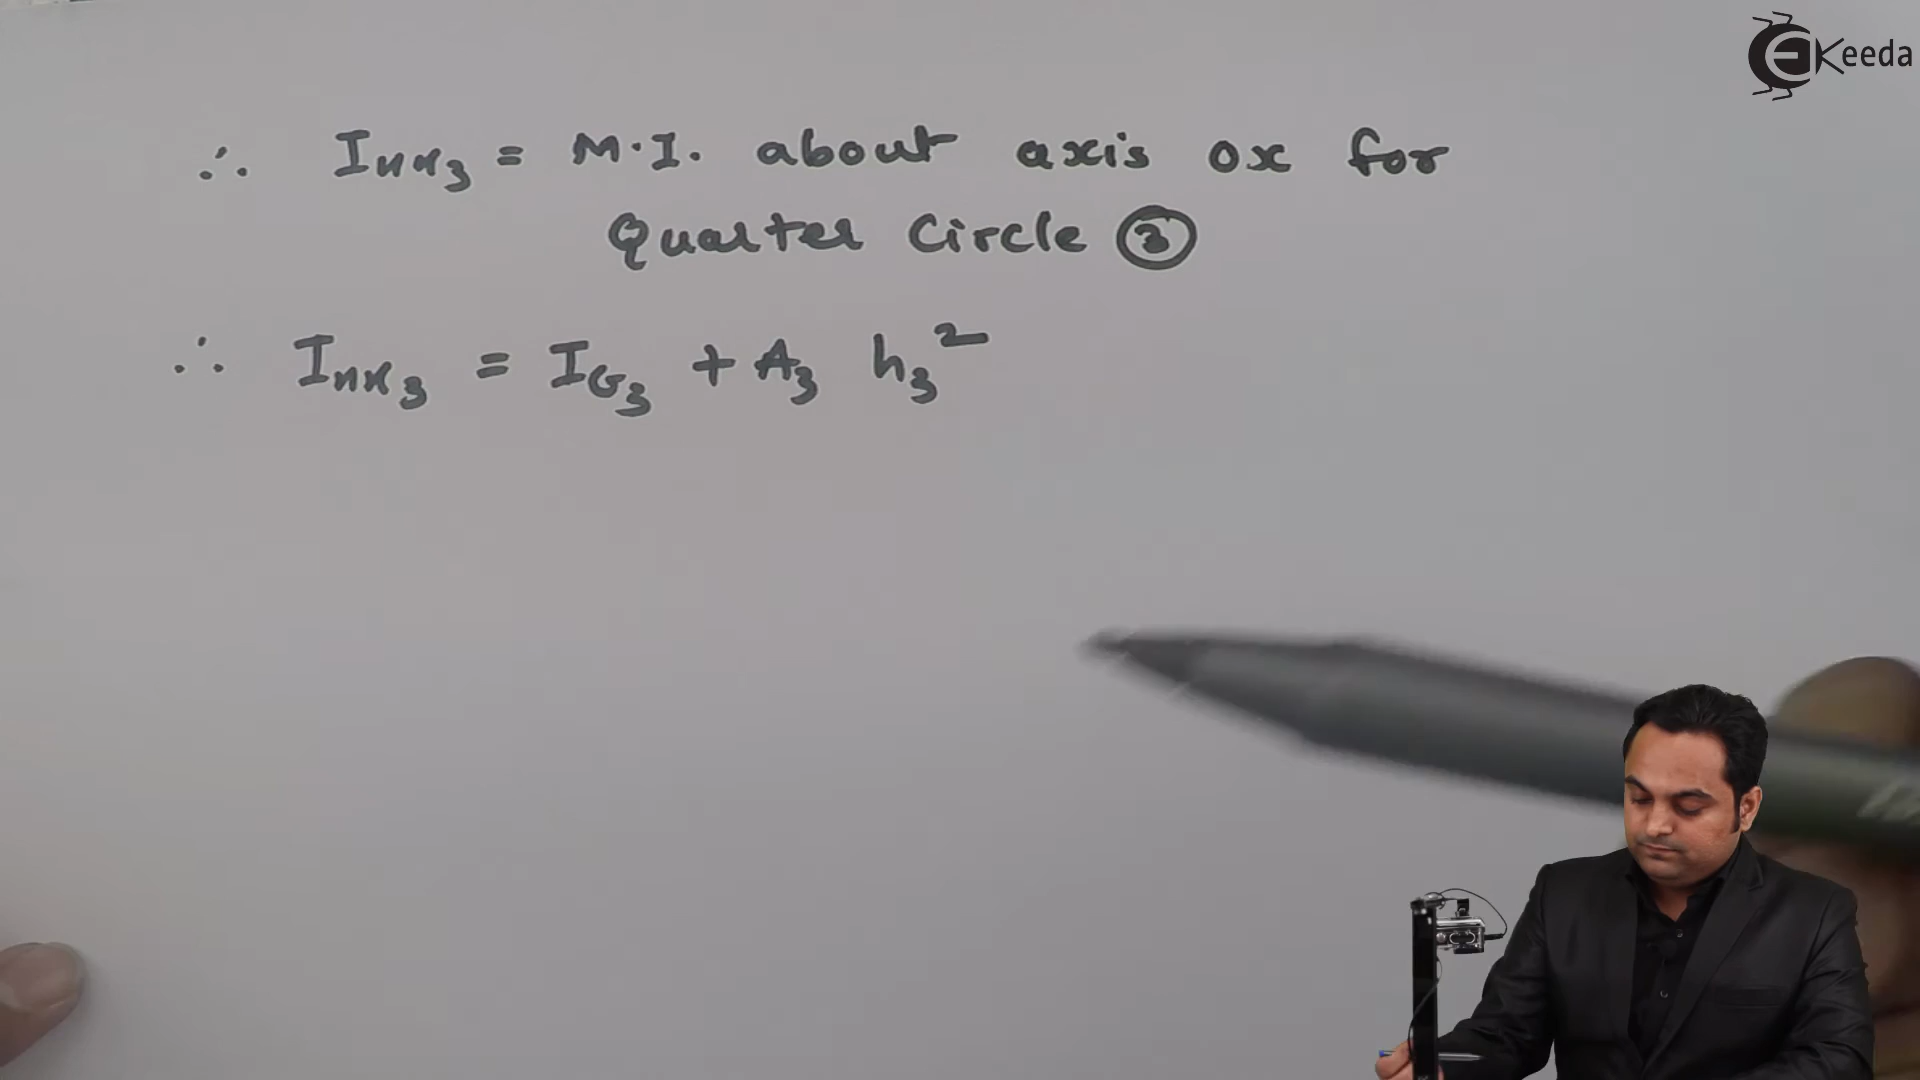 EKeeda
∴ Ixx₃ = M.I. about axis ox for
Quarter Circle ③
∴ Ixx₃ = IG₃ + A₃ h₃²